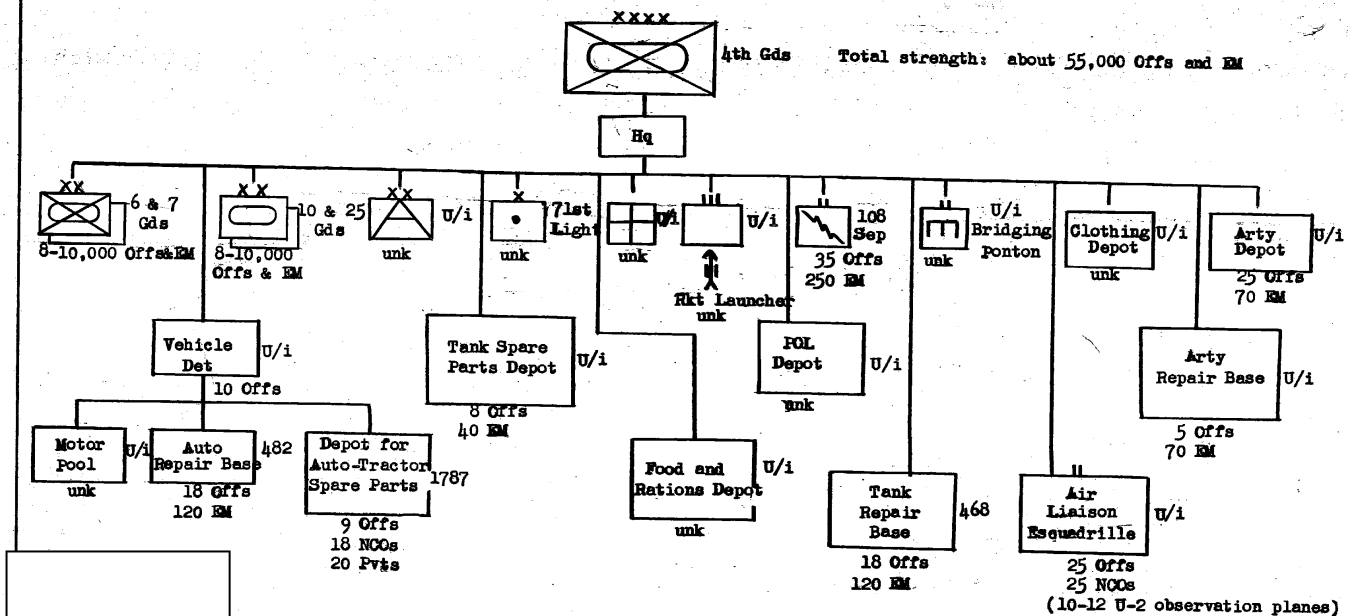 XXXX
4th Gds
Total strength: about 55,000 Offs and EM
Hq
XX
6 & 7
Gds
8-10,000 Offs&EM
XX
10 & 25
Gds
8-10,000
Offs & EM
XX
U/i
unk
X
71st
Light
unk
U/i
unk
III
U/i
Rkt Launcher
unk
II
108
Sep
35 Offs
250 EM
II
U/i
Bridging
Ponton
unk
Clothing
Depot
U/i
unk
Arty
Depot
U/i
25 Offs
70 EM
Vehicle
Det
U/i
10 Offs
Tank Spare
Parts Depot
U/i
8 Offs
40 EM
POL
Depot
U/i
unk
Arty
Repair Base
U/i
5 Offs
70 EM
Motor
Pool
U/i
unk
Auto
Repair Base
482
18 Offs
120 EM
Depot for
Auto-Tractor
Spare Parts
1787
9 Offs
18 NCOs
20 Pvts
Food and
Rations Depot
U/i
unk
Tank
Repair
Base
468
18 Offs
120 EM
II
Air
Liaison
Esquadrille
U/i
25 Offs
25 NCOs
(10-12 U-2 observation planes)